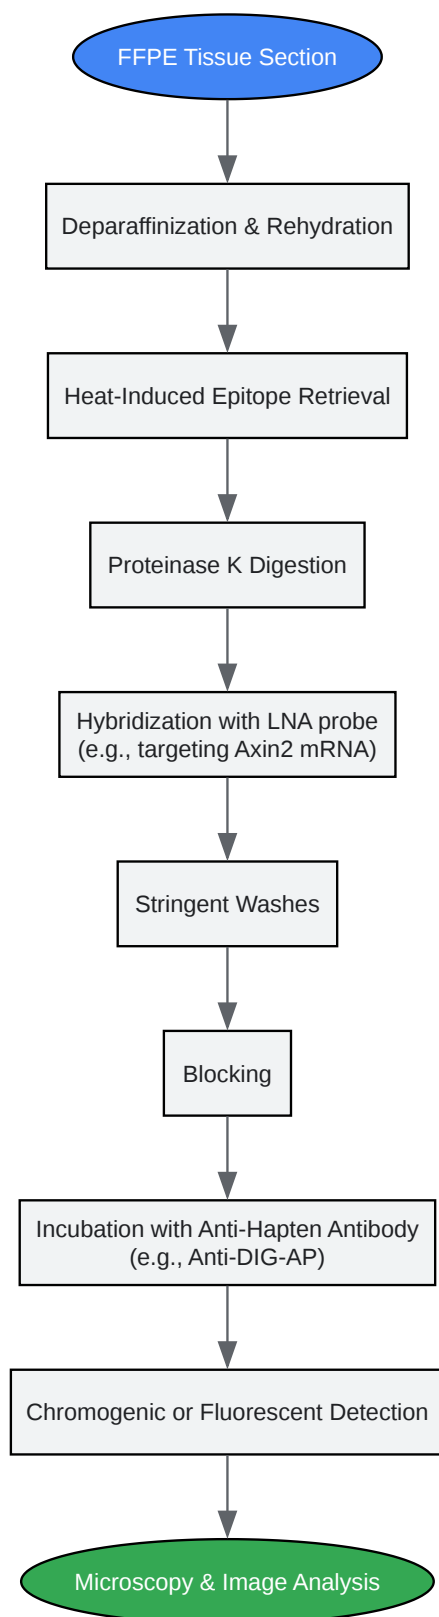 FFPE Tissue Section
Deparaffinization & Rehydration
Heat-Induced Epitope Retrieval
Proteinase K Digestion
Hybridization with LNA probe
(e.g., targeting Axin2 mRNA)
Stringent Washes
Blocking
Incubation with Anti-Hapten Antibody
(e.g., Anti-DIG-AP)
Chromogenic or Fluorescent Detection
Microscopy & Image Analysis